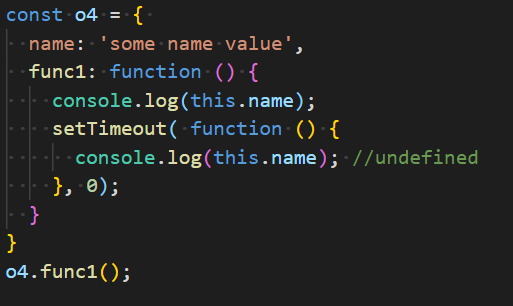 const o4 = {
  name: 'some name value',
  func1: function () {
    console.log(this.name);
    setTimeout( function () {
      console.log(this.name); //undefined
    }, 0);
  }
}
o4.func1();